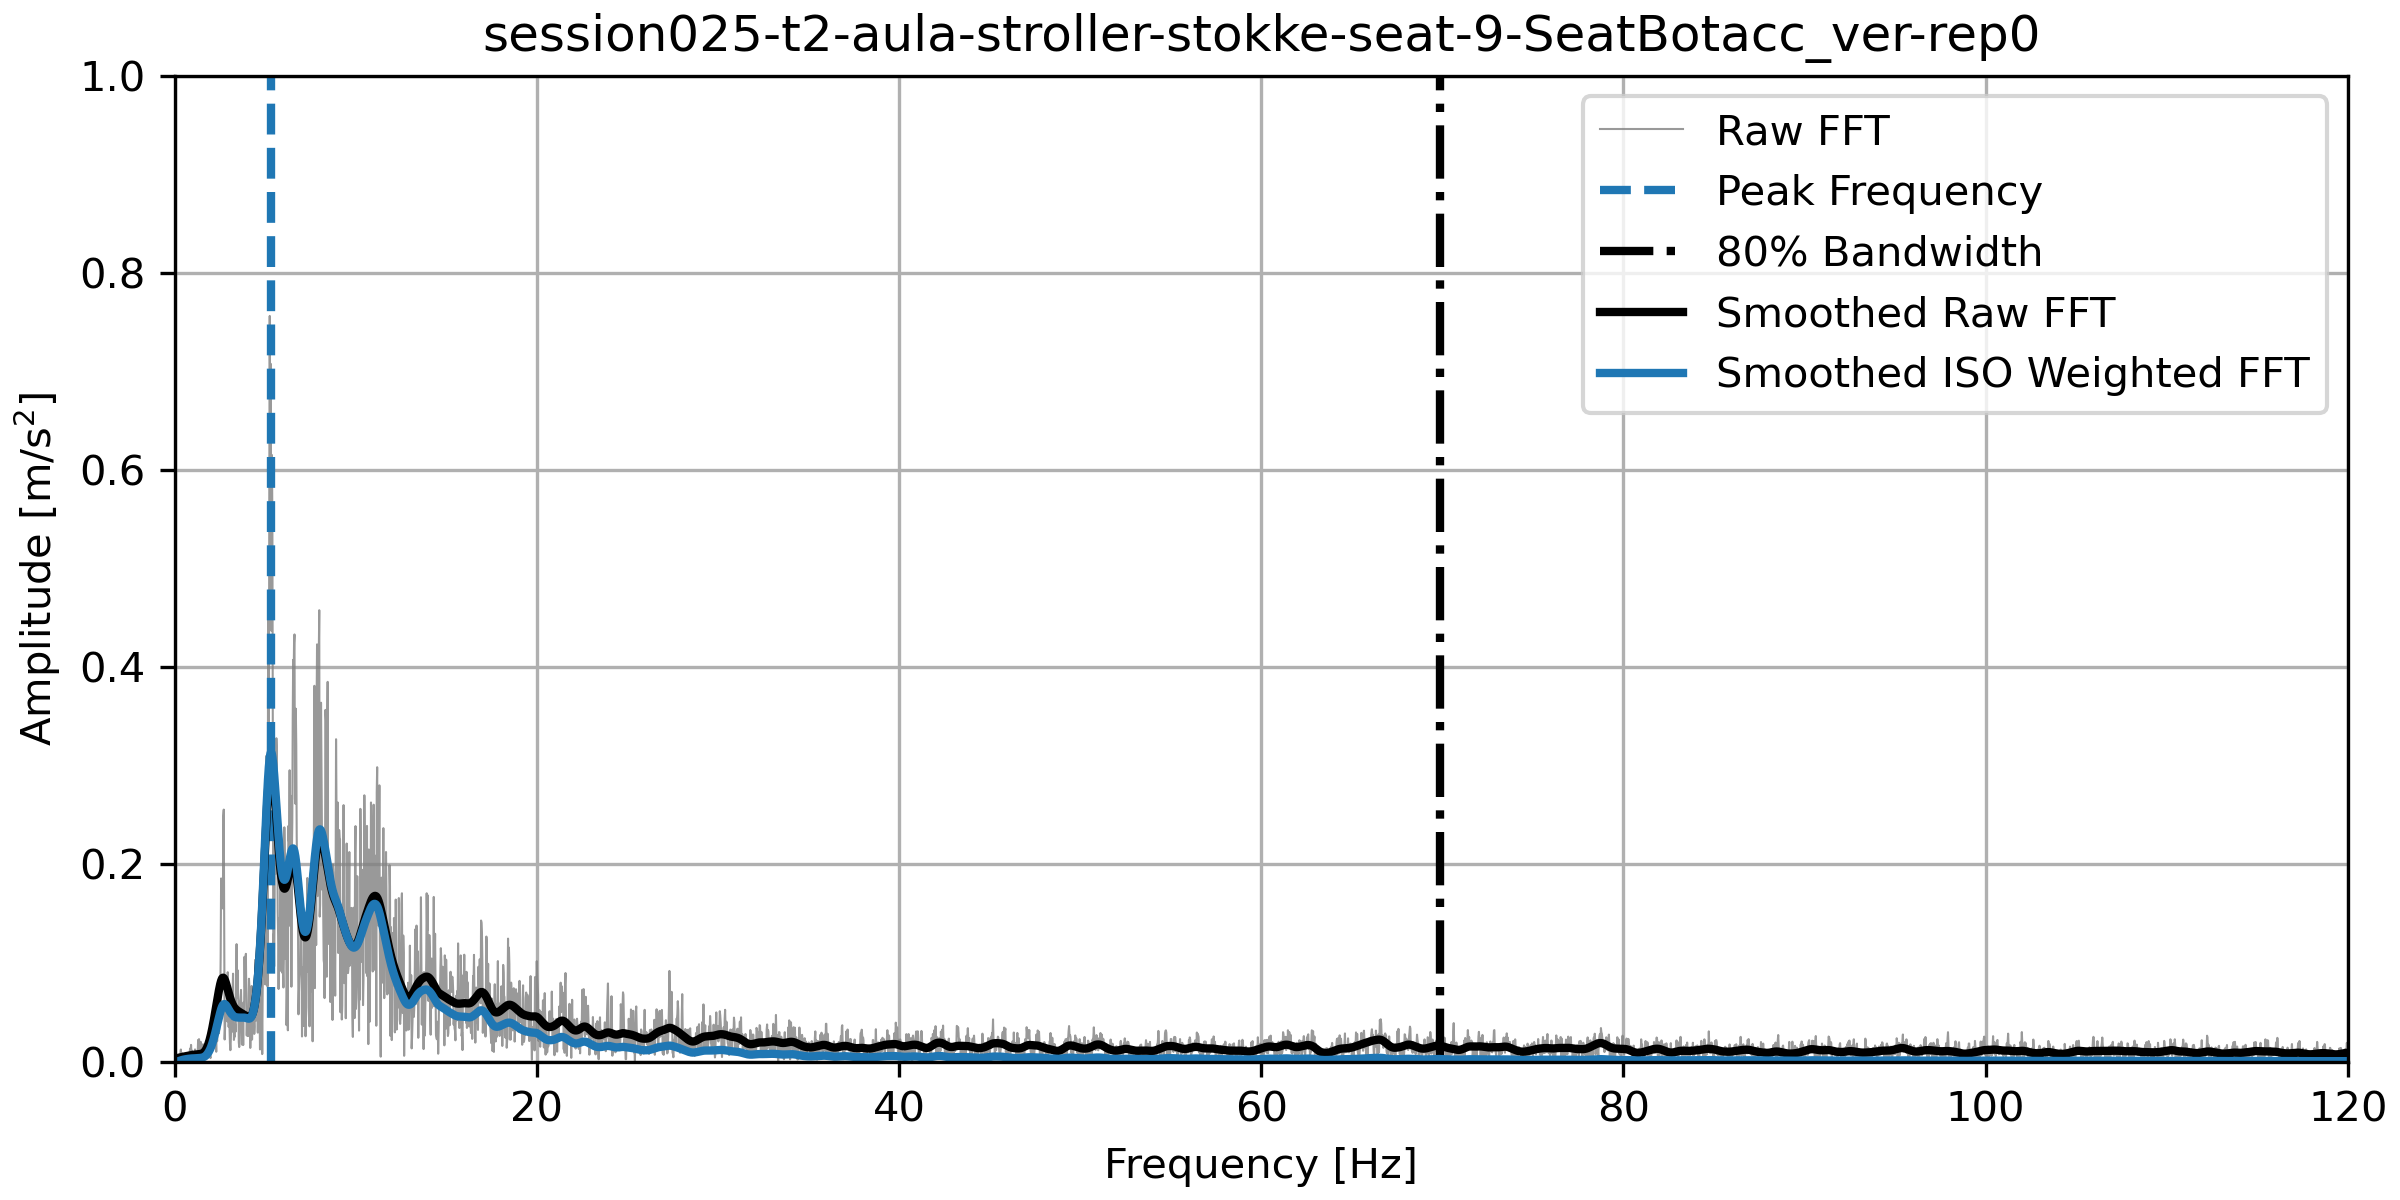 session025-t2-aula-stroller-stokke-seat-9-SeatBotacc_ver-rep0
1.0
0.8
0.6
0.4
0.2
0.0
Amplitude [m/s²]
Raw FFT
Peak Frequency
80% Bandwidth
Smoothed Raw FFT
Smoothed ISO Weighted FFT
0 20 40 60 80 100 120
Frequency [Hz]